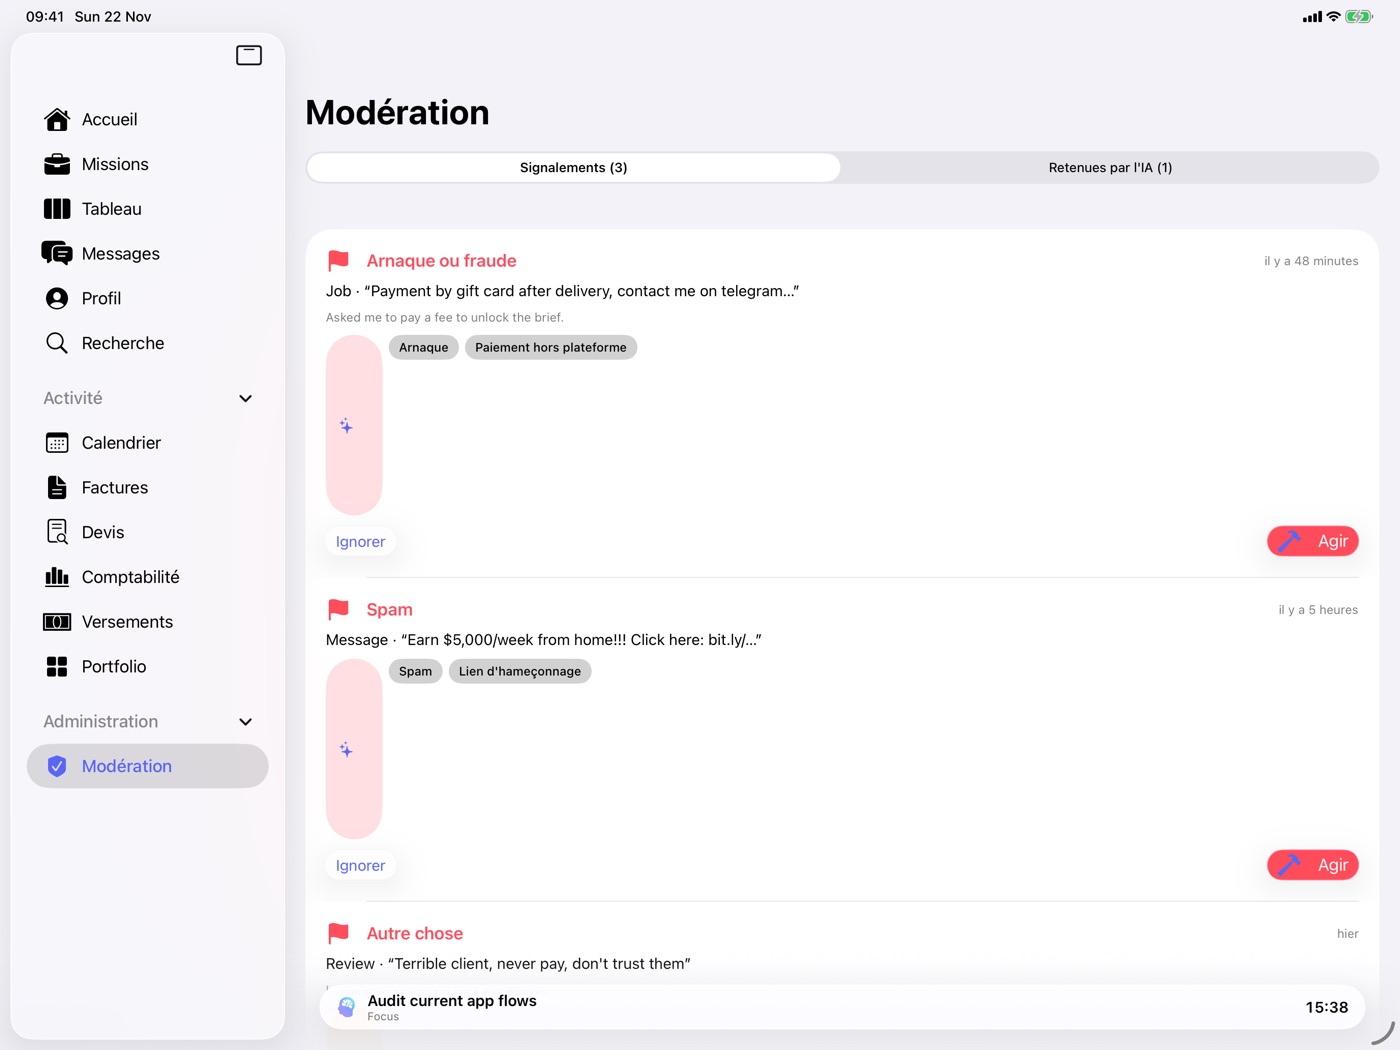 09:41 Sun 22 Nov
Accueil
Missions
Tableau
Messages
Profil
Recherche
Activité
Calendrier
Factures
Devis
Comptabilité
Versements
Portfolio
Administration
Modération
Modération
Signalements (3)
Retenues par l'IA (1)
Arnaque ou fraude
il y a 48 minutes
Job · “Payment by gift card after delivery, contact me on telegram…”
Asked me to pay a fee to unlock the brief.
Arnaque
Paiement hors plateforme
Ignorer
Agir
Spam
il y a 5 heures
Message · “Earn $5,000/week from home!!! Click here: bit.ly/…”
Spam
Lien d'hameçonnage
Ignorer
Agir
Autre chose
hier
Review · “Terrible client, never pay, don't trust them”
Audit current app flows
Focus
15:38